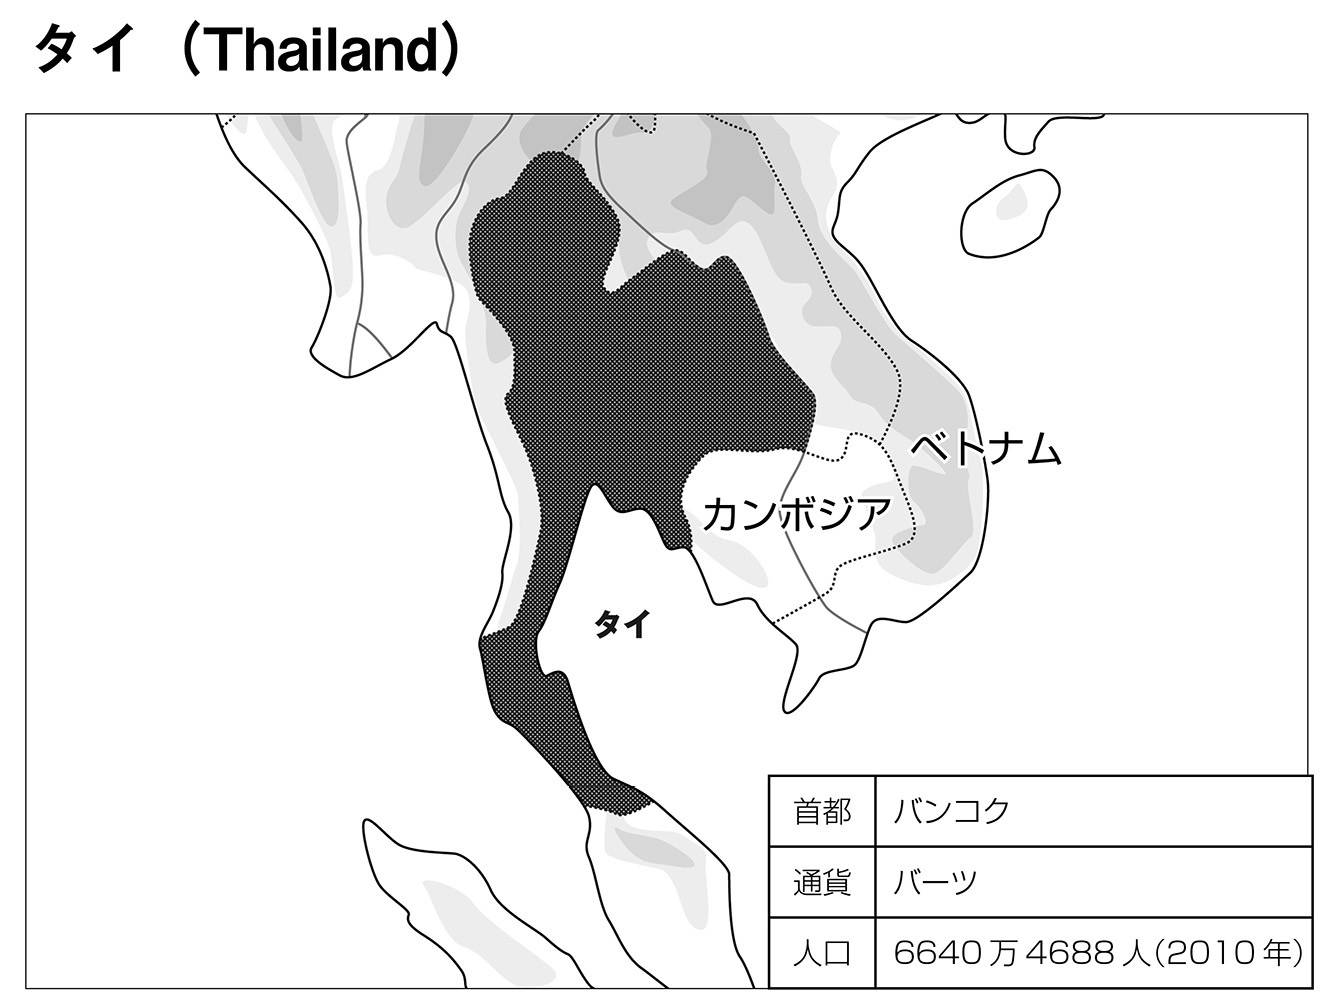 タイ（Thailand）
ベトナム
カンボジア
タイ
首都 バンコク
通貨 バーツ
人口 6640万4688人（2010年）